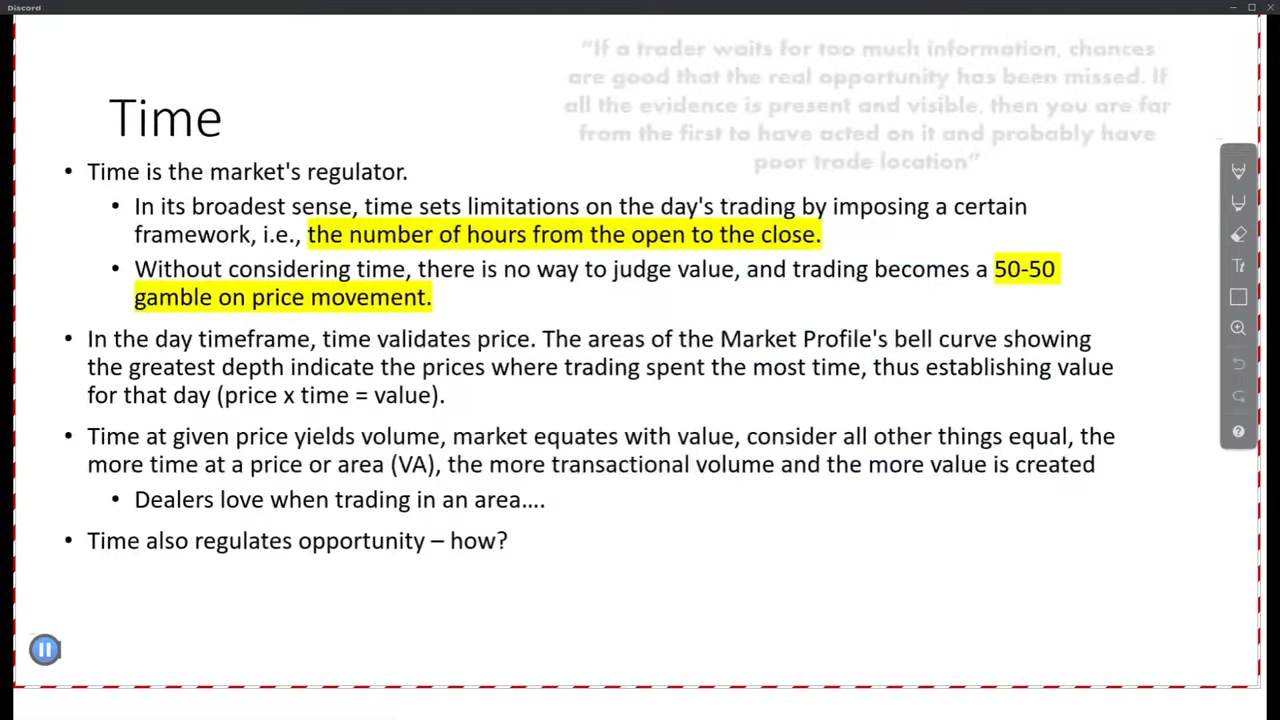 Discord
"If a trader waits for too much information, chances
are good that the real opportunity has been missed. If
all the evidence is present and visible, then you are far
from the first to have acted on it and probably have
poor trade location"
Time
• Time is the market's regulator.
• In its broadest sense, time sets limitations on the day's trading by imposing a certain
framework, i.e., the number of hours from the open to the close.
• Without considering time, there is no way to judge value, and trading becomes a 50-50
gamble on price movement.
• In the day timeframe, time validates price. The areas of the Market Profile's bell curve showing
the greatest depth indicate the prices where trading spent the most time, thus establishing value
for that day (price x time = value).
• Time at given price yields volume, market equates with value, consider all other things equal, the
more time at a price or area (VA), the more transactional volume and the more value is created
• Dealers love when trading in an area....
• Time also regulates opportunity – how?
Tt